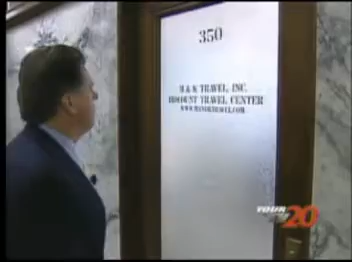 350
M & S TRAVEL, INC.
DISCOUNT TRAVEL CENTER
YOUR
20